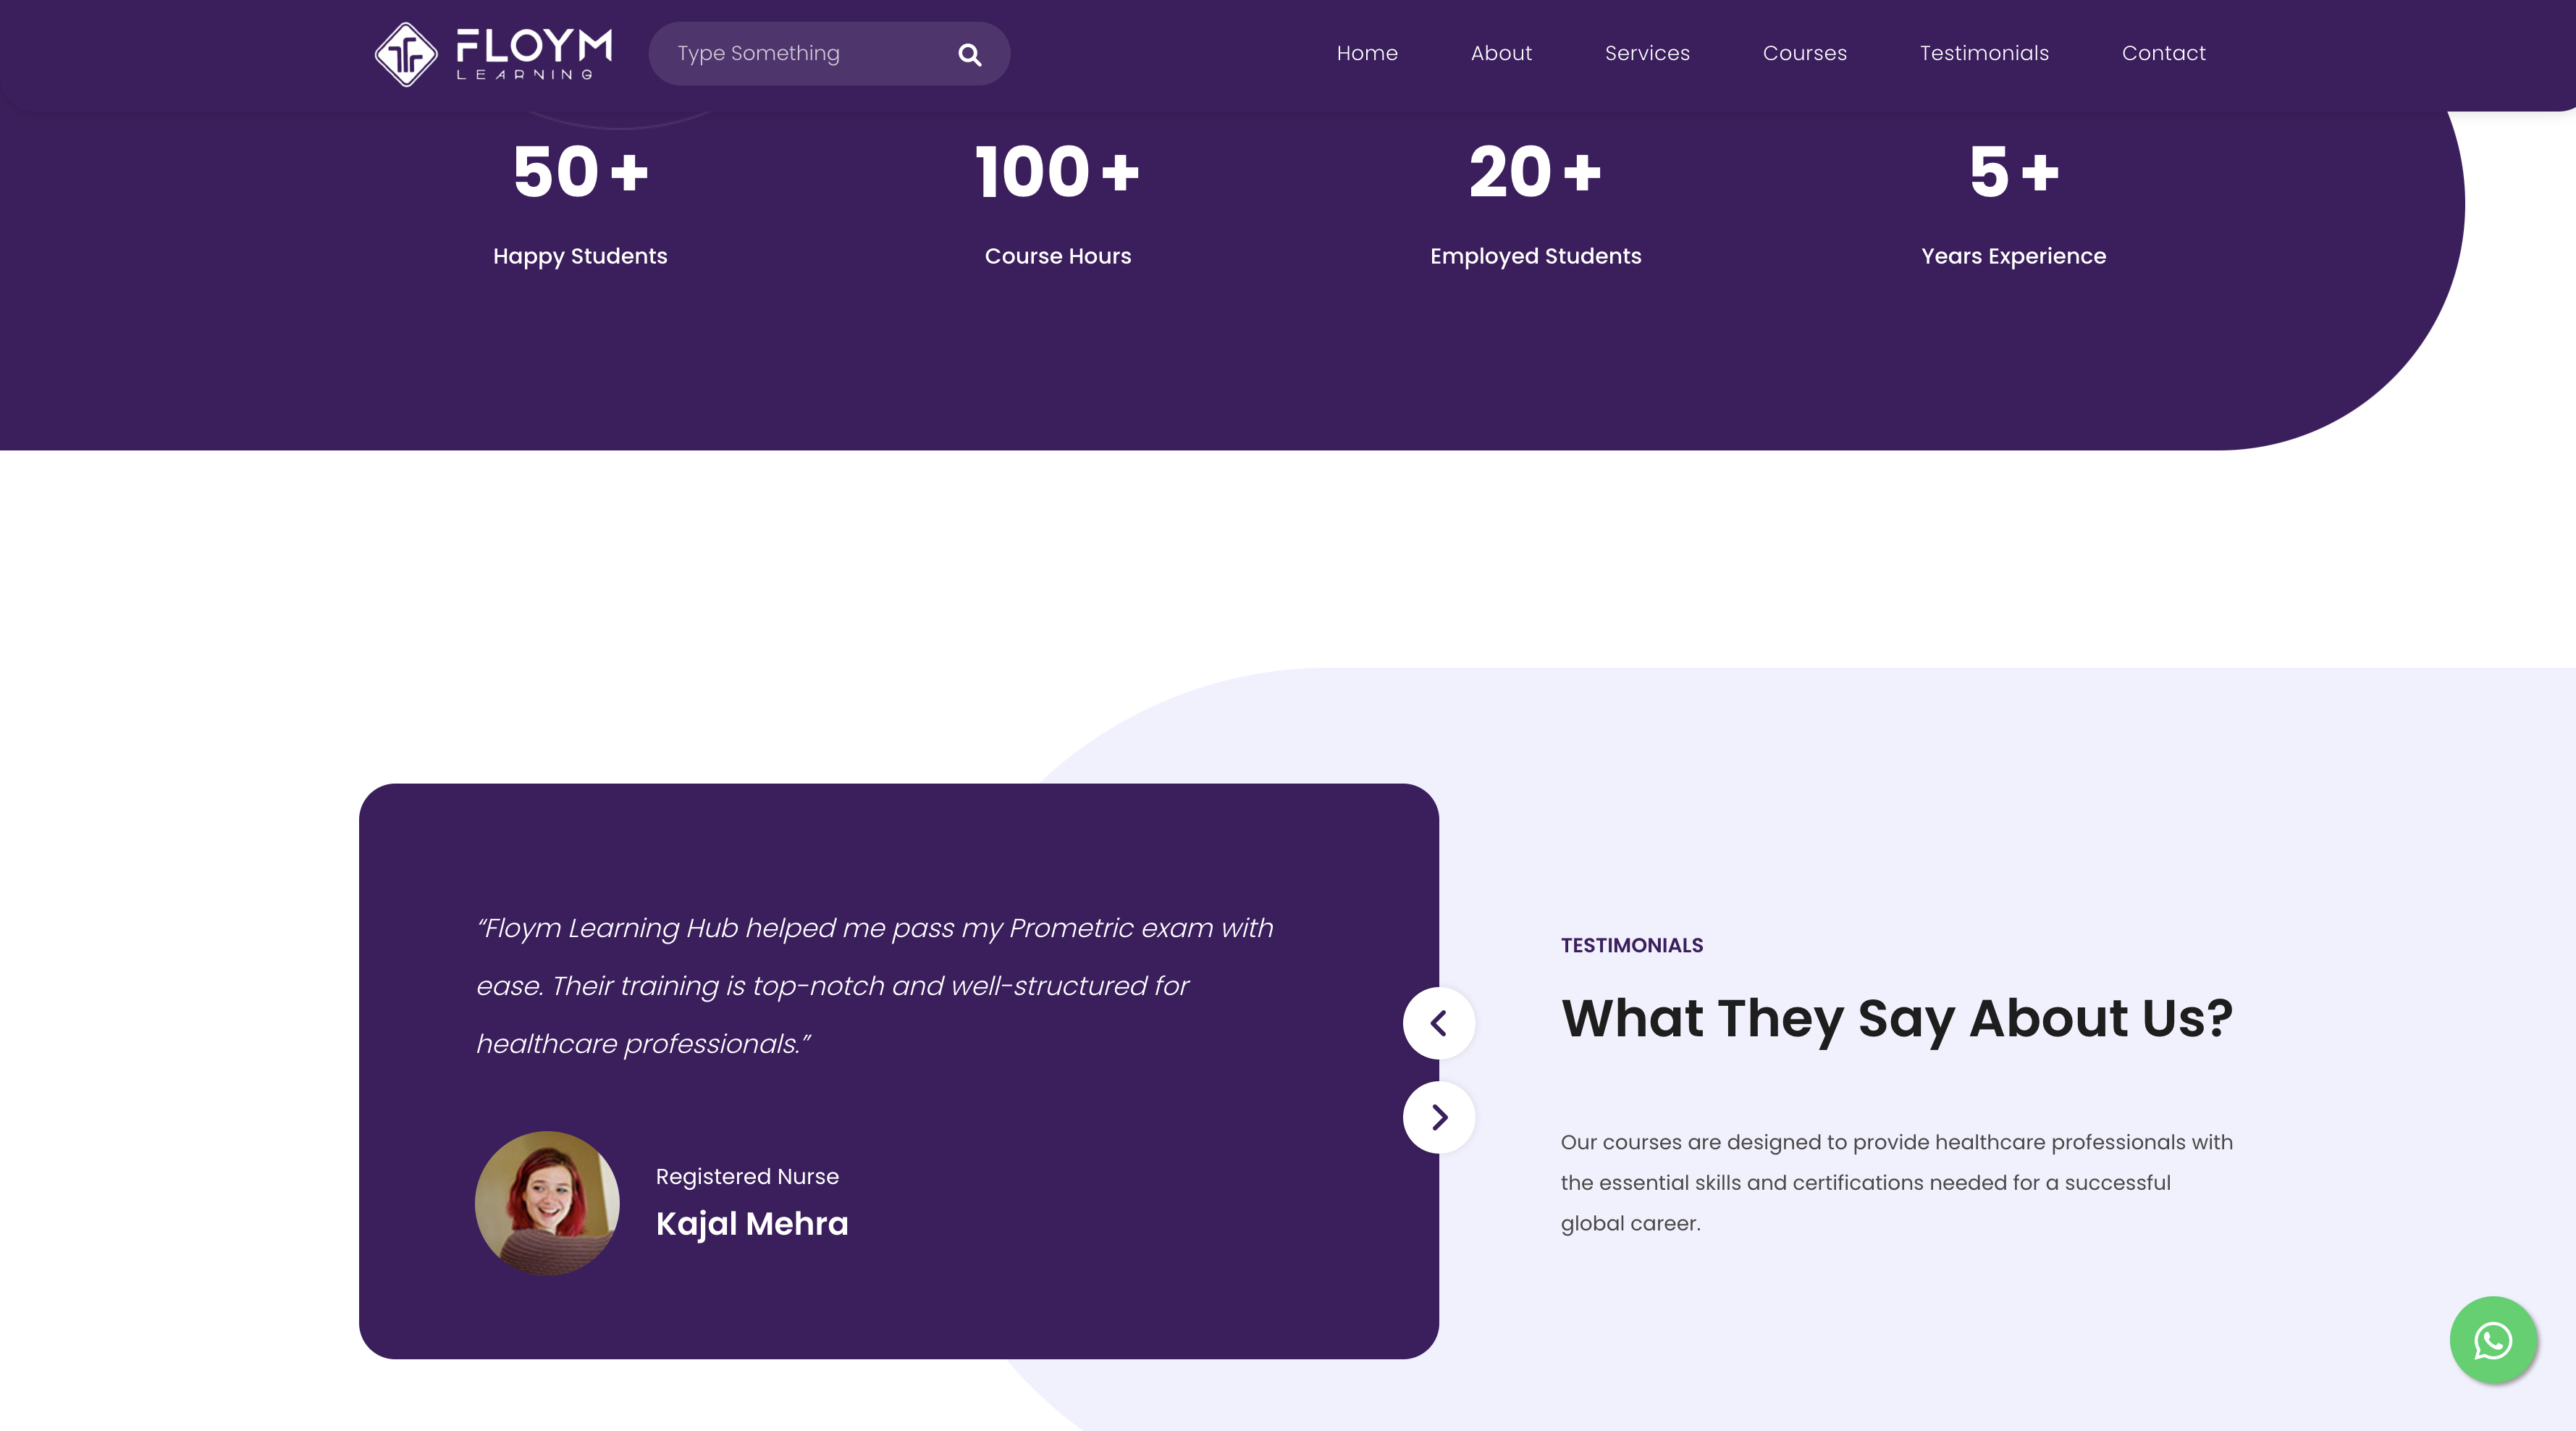 FLOYM
LEARNING
Type Something
Home
About
Services
Courses
Testimonials
Contact
50 +
100 +
20 +
5 +
Happy Students
Course Hours
Employed Students
Years Experience
“Floym Learning Hub helped me pass my Prometric exam with
ease. Their training is top-notch and well-structured for
healthcare professionals.”
Registered Nurse
Kajal Mehra
TESTIMONIALS
What They Say About Us?
Our courses are designed to provide healthcare professionals with
the essential skills and certifications needed for a successful
global career.